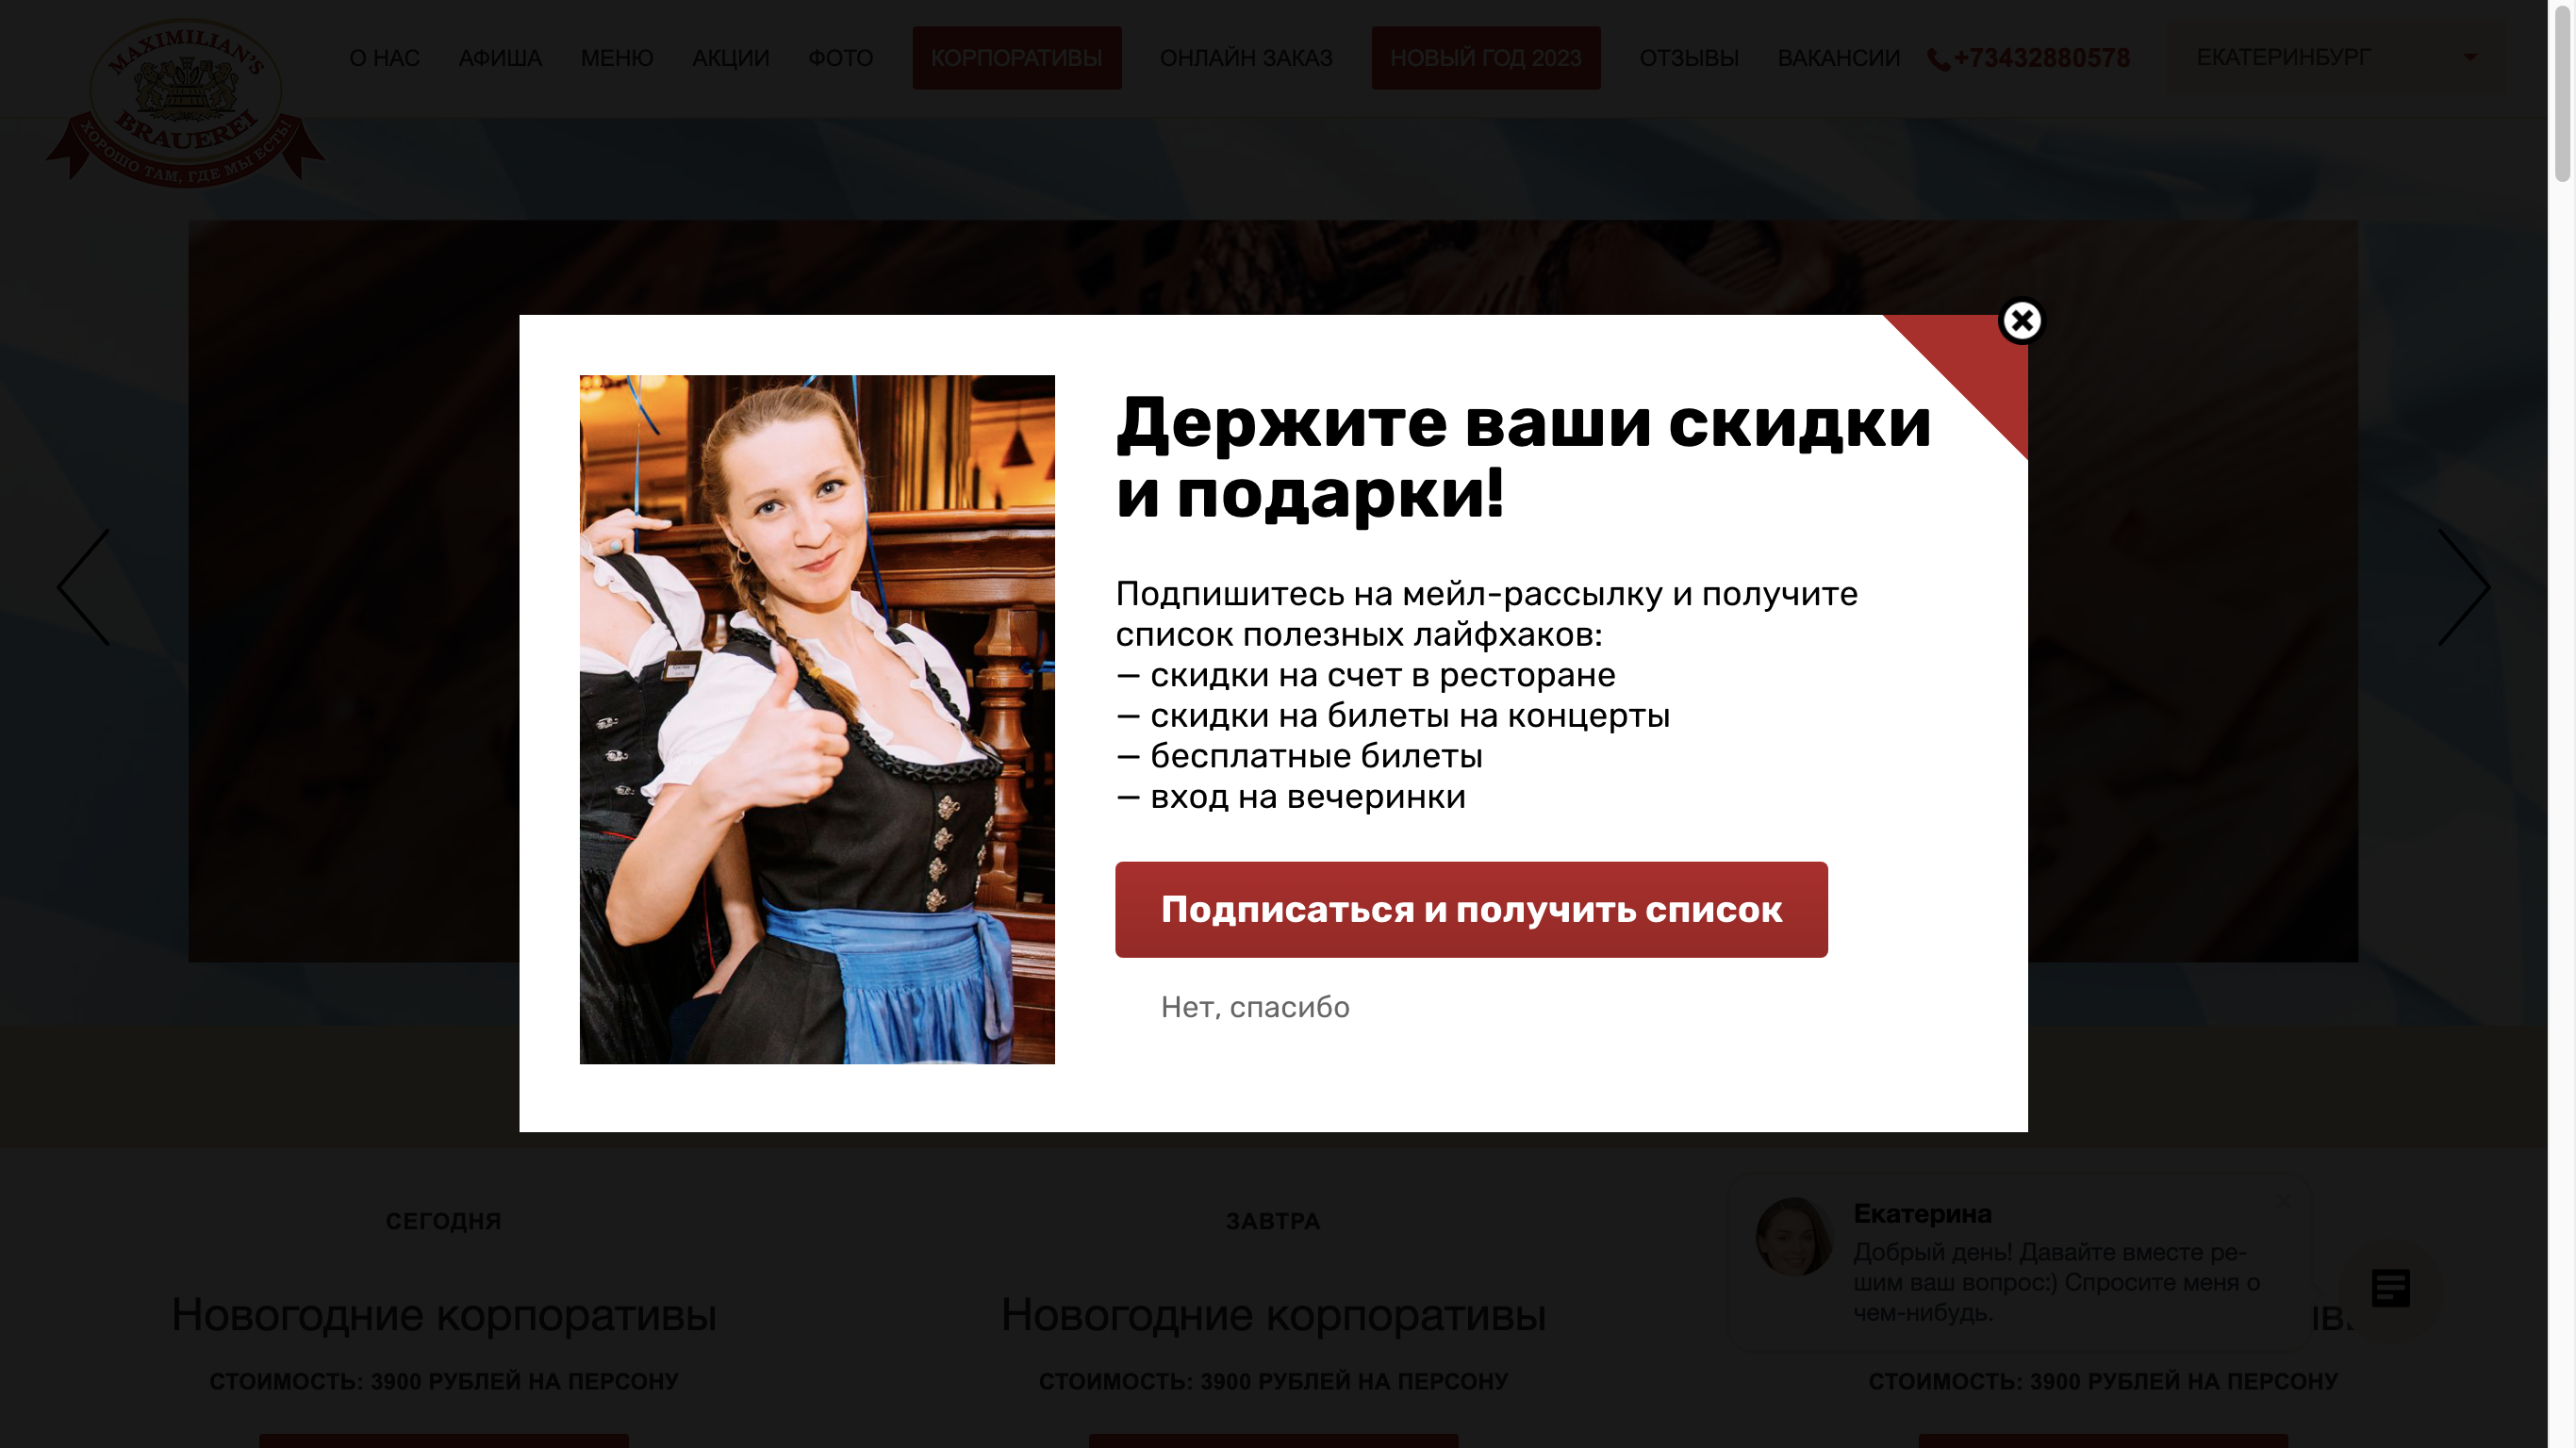 MAXIMILIAN'S
BRAUEREI
ХОРОШО ТАМ, ГДЕ МЫ ЕСТЬ!
О НАС АФИША МЕНЮ АКЦИИ ФОТО КОРПОРАТИВЫ ОНЛАЙН ЗАКАЗ НОВЫЙ ГОД 2023 ОТЗЫВЫ ВАКАНСИИ +73432880578 ЕКАТЕРИНБУРГ
Держите ваши скидки
и подарки!
Подпишитесь на мейл-рассылку и получите
список полезных лайфхаков:
— скидки на счет в ресторане
— скидки на билеты на концерты
— бесплатные билеты
— вход на вечеринки
Подписаться и получить список
Нет, спасибо
СЕГОДНЯ
Новогодние корпоративы
СТОИМОСТЬ: 3900 РУБЛЕЙ НА ПЕРСОНУ
ЗАВТРА
Новогодние корпоративы
СТОИМОСТЬ: 3900 РУБЛЕЙ НА ПЕРСОНУ
Екатерина
Добрый день! Давайте вместе ре-
шим ваш вопрос:) Спросите меня о
чем-нибудь.
СТОИМОСТЬ: 3900 РУБЛЕЙ НА ПЕРСОНУ